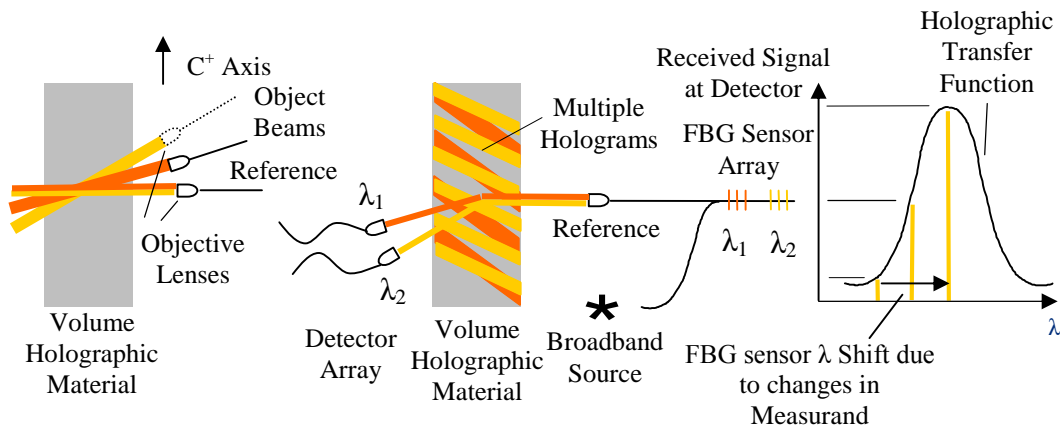 C⁺ Axis
Object
Beams
Reference
Objective
Lenses
Volume
Holographic
Material
Multiple
Holograms
λ₁
λ₂
Detector
Array
Volume
Holographic
Material
Reference
FBG Sensor
Array
λ₁
λ₂
*
Broadband
Source
Received Signal
at Detector
Holographic
Transfer
Function
λ
FBG sensor λ Shift due
to changes in
Measurand